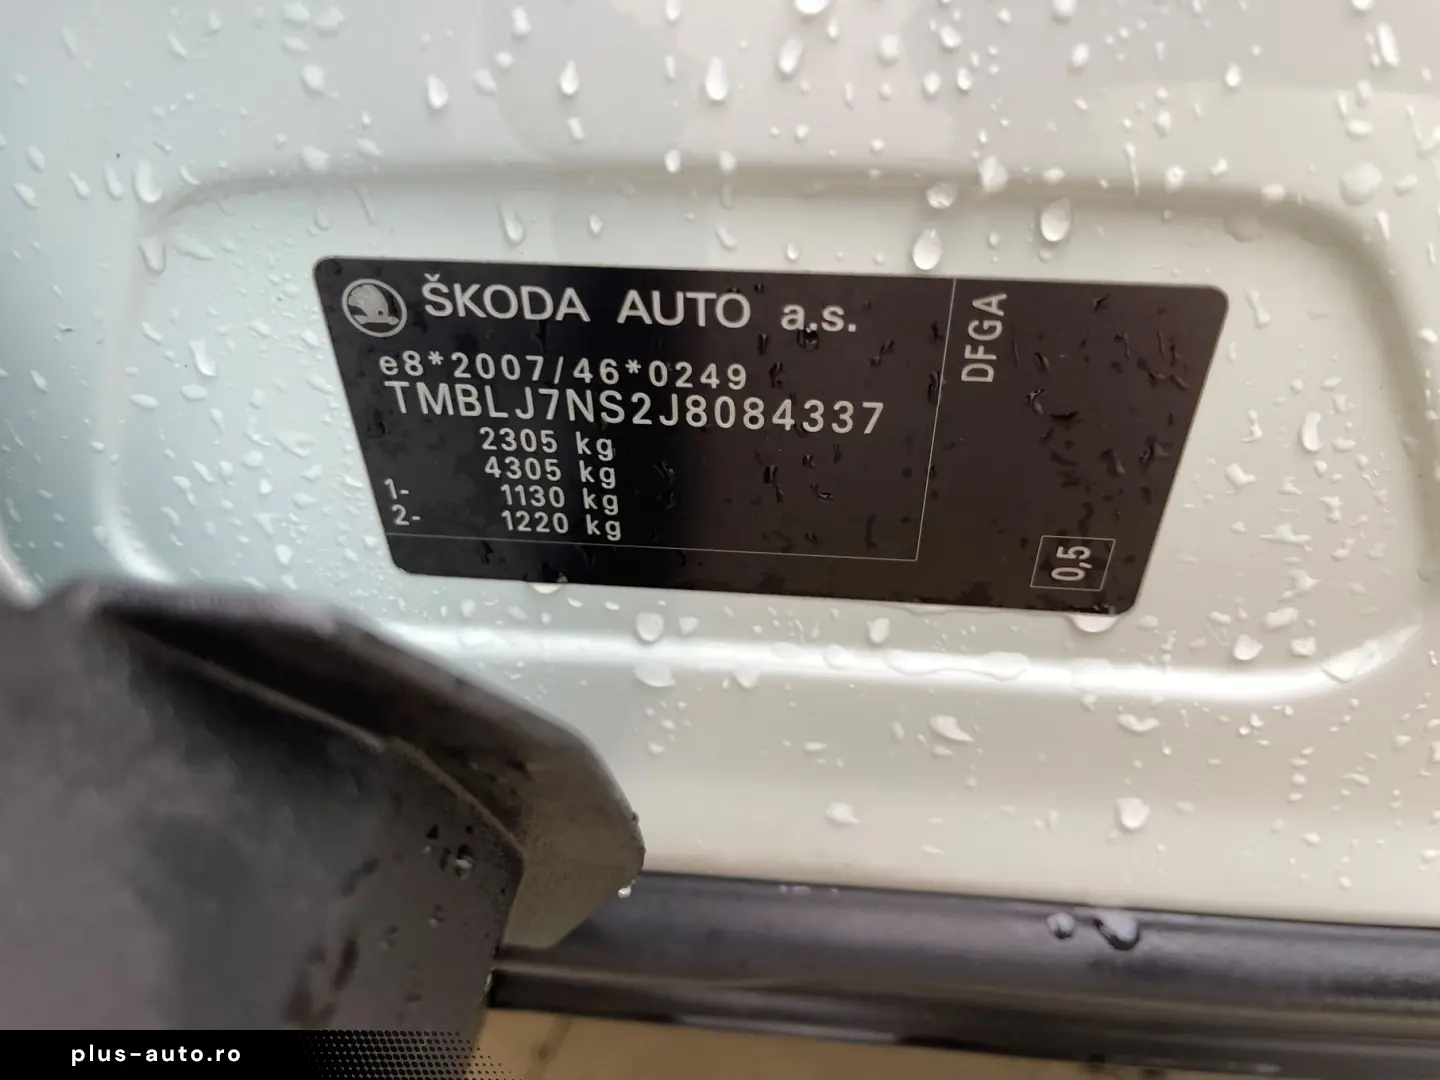 ŠKODA AUTO a.s.
e8*2007/46*0249
TMBLJ7NS2J8084337
2305 kg
4305 kg
1- 1130 kg
2- 1220 kg
DFGA
0,5
plus-auto.ro